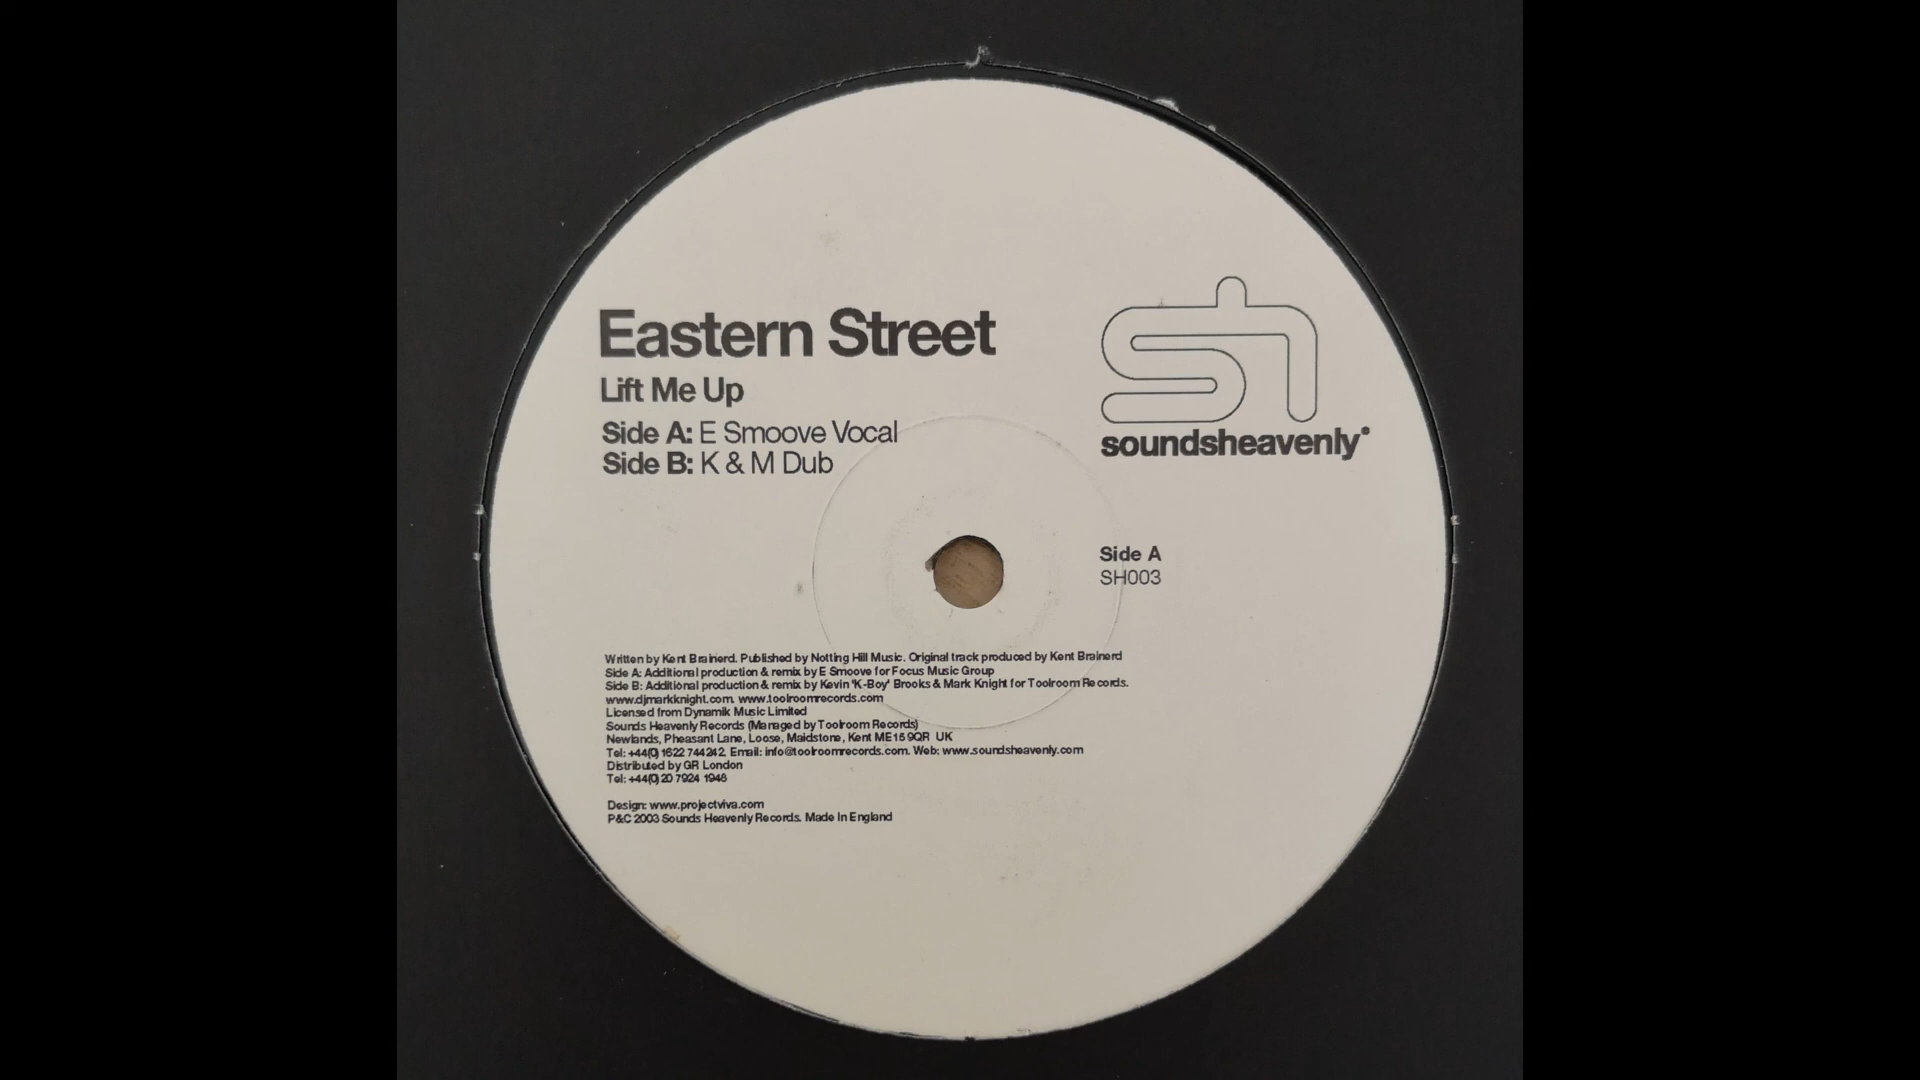 Eastern Street
Lift Me Up
Side A: E Smoove Vocal
Side B: K & M Dub
sh
soundsheavenly
Side A
SH003
Written by Kent Brainerd. Published by Notting Hill Music. Original track produced by Kent Brainerd
Side A: Additional production & remix by E Smoove for Focus Music Group
Side B: Additional production & remix by Kevin 'K-Boy' Brooks & Mark Knight for Toolroom Records.
www.djmarkknight.com. www.toolroomrecords.com
Licensed from Dynamik Music Limited
Sounds Heavenly Records (Managed by Toolroom Records)
Newlands, Pheasant Lane, Loose, Maidstone, Kent ME15 9QR UK
Tel: +44(0) 1622 744242. Email: info@toolroomrecords.com. Web: www.soundsheavenly.com
Distributed by GR London
Tel: +44(0) 20 7924 1948
Design: www.projectviva.com
P&C 2003 Sounds Heavenly Records. Made In England